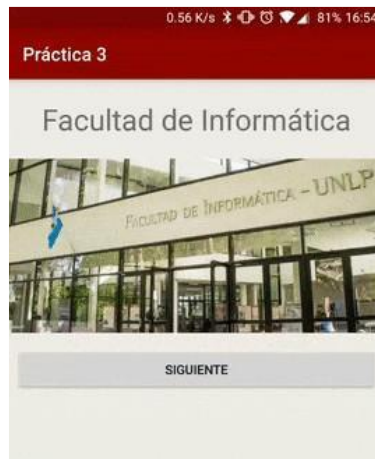 0.56 K/s 81% 16:54
Práctica 3
Facultad de Informática
FACULTAD DE INFORMÁTICA - UNLP
SIGUIENTE